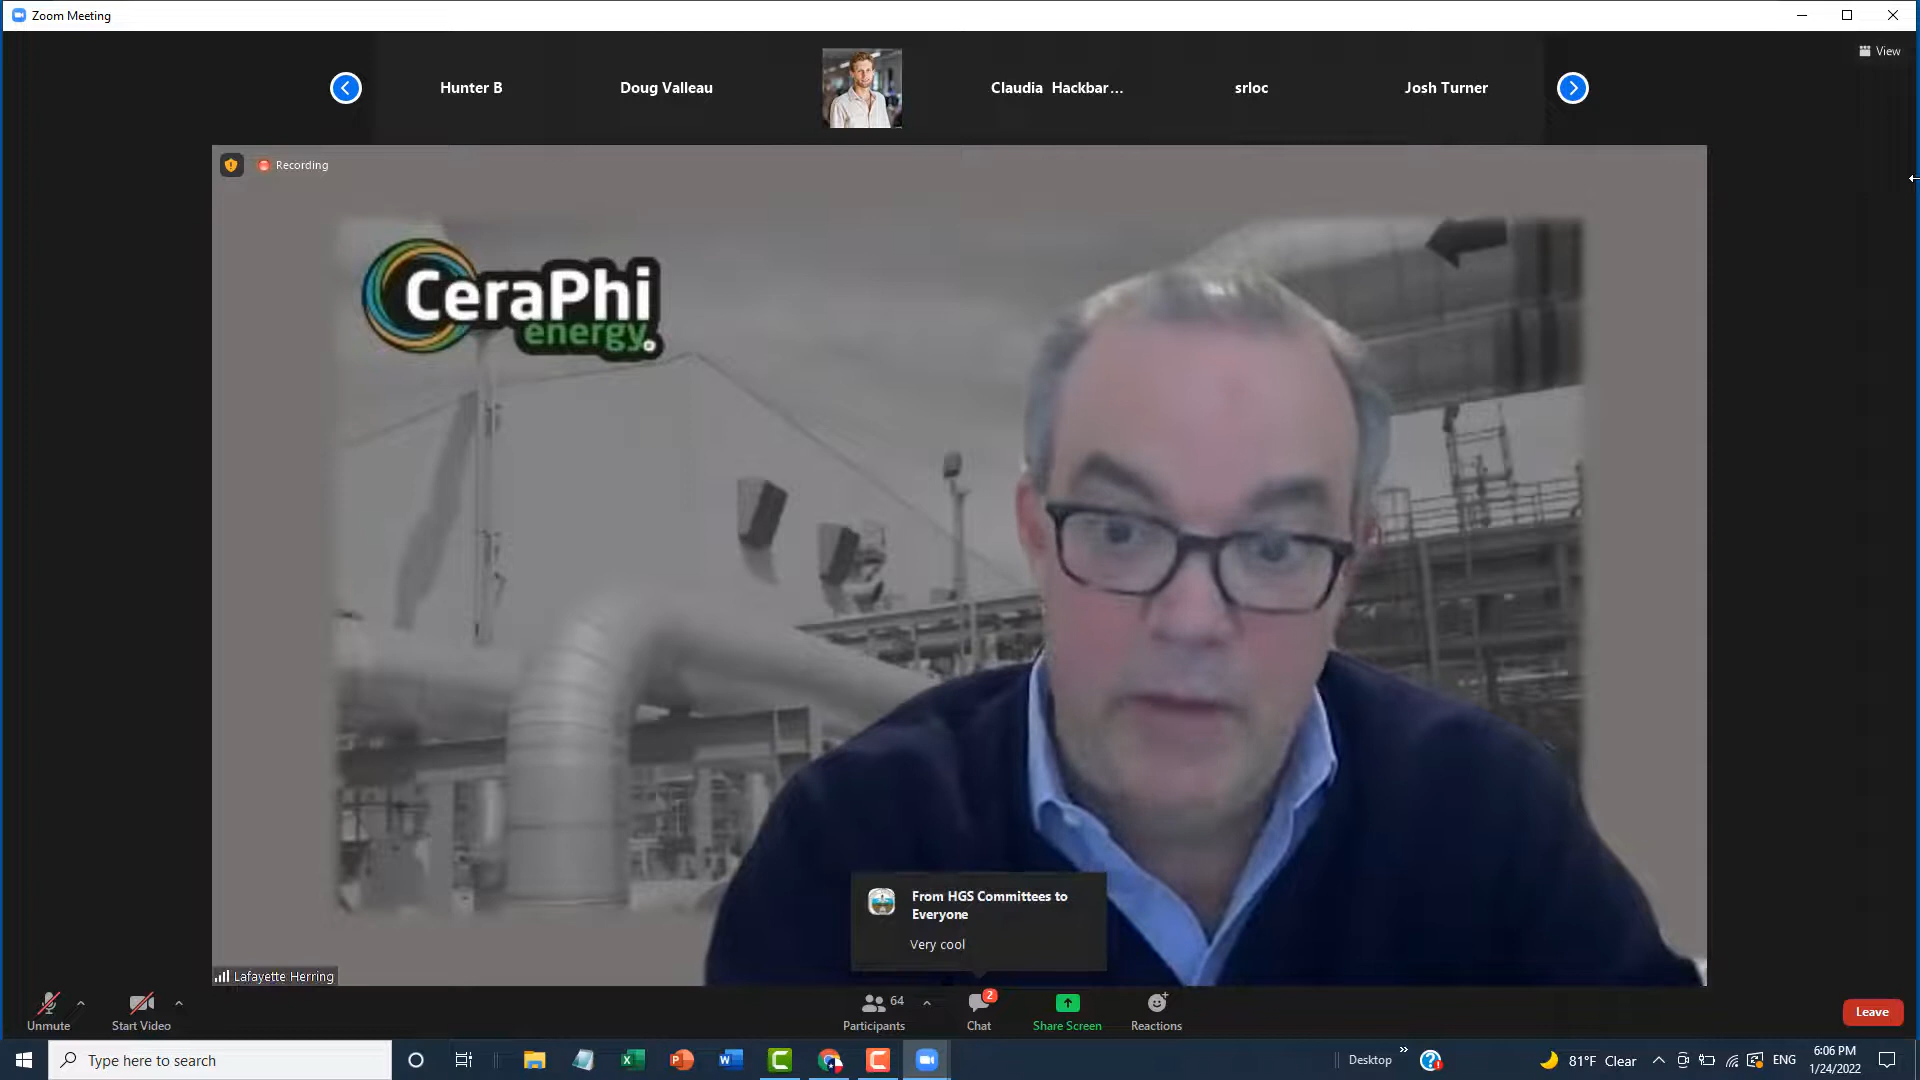 Zoom Meeting
View
Hunter B
Doug Valleau
Claudia Hackbar...
srloc
Josh Turner
Recording
CeraPhi
energy
From HGS Committees to
Everyone
Very cool
Lafayette Herring
Unmute
Start Video
64
Participants
2
Chat
Share Screen
Reactions
Leave
Type here to search
Desktop
81°F Clear
ENG
6:06 PM
1/24/2022